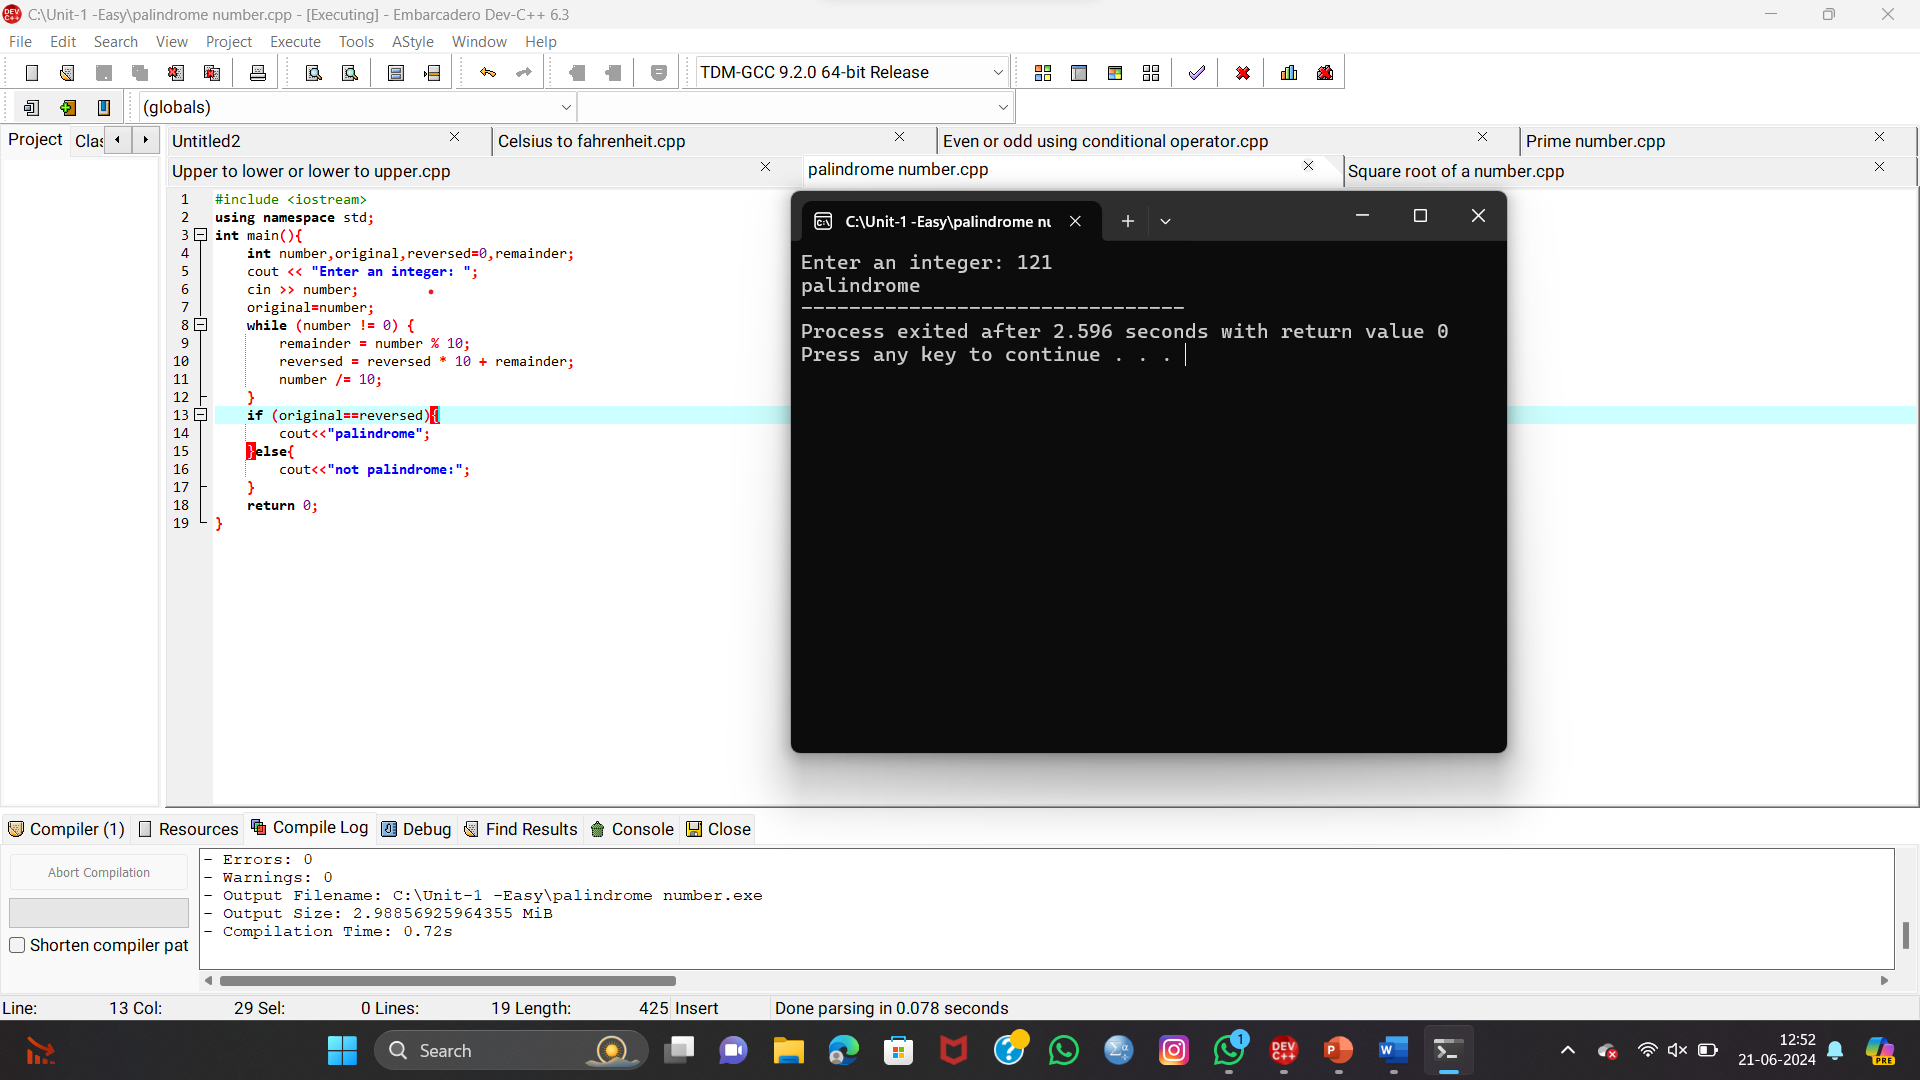 C:\Unit-1 -Easy\palindrome number.cpp - [Executing] - Embarcadero Dev-C++ 6.3
File Edit Search View Project Execute Tools AStyle Window Help
TDM-GCC 9.2.0 64-bit Release
(globals)
Project Clas
Untitled2 Celsius to fahrenheit.cpp Even or odd using conditional operator.cpp Prime number.cpp
Upper to lower or lower to upper.cpp palindrome number.cpp Square root of a number.cpp
1 #include <iostream>
2 using namespace std;
3 int main(){
4 int number,original,reversed=0,remainder;
5 cout << "Enter an integer: ";
6 cin >> number;
7 original=number;
8 while (number != 0) {
9 remainder = number % 10;
10 reversed = reversed * 10 + remainder;
11 number /= 10;
12 }
13 if (original==reversed){
14 cout<<"palindrome";
15 }else{
16 cout<<"not palindrome:";
17 }
18 return 0;
19 }
C:\Unit-1 -Easy\palindrome nu
Enter an integer: 121
palindrome
--------------------------------
Process exited after 2.596 seconds with return value 0
Press any key to continue . . .
Compiler (1) Resources Compile Log Debug Find Results Console Close
Abort Compilation
Shorten compiler pat
- Errors: 0
- Warnings: 0
- Output Filename: C:\Unit-1 -Easy\palindrome number.exe
- Output Size: 2.98856925964355 MiB
- Compilation Time: 0.72s
Line: 13 Col: 29 Sel: 0 Lines: 19 Length: 425 Insert Done parsing in 0.078 seconds
Search
1
DEV C++
12:52
21-06-2024
PRE